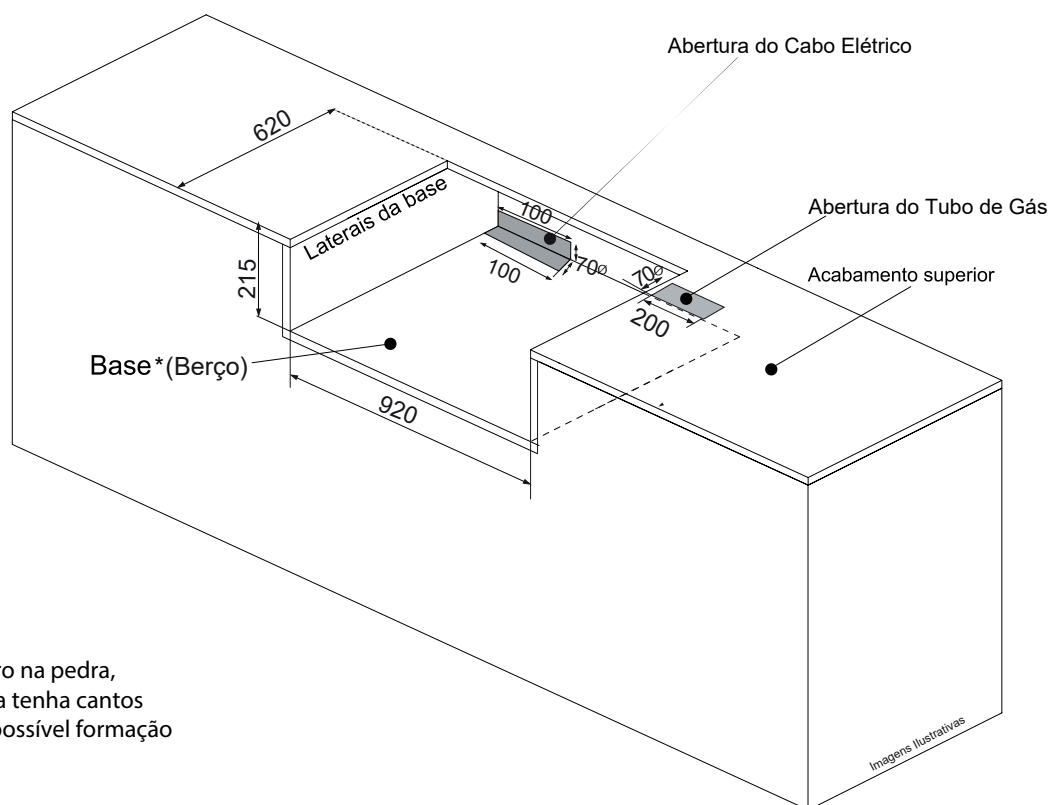 Abertura do Cabo Elétrico
620
Abertura do Tubo de Gás
Laterais da base
100
215
100
70ø
70ø
Acabamento superior
200
Base*(Berço)
920
ro na pedra,
a tenha cantos
possível formação
Imagens Ilustrativas